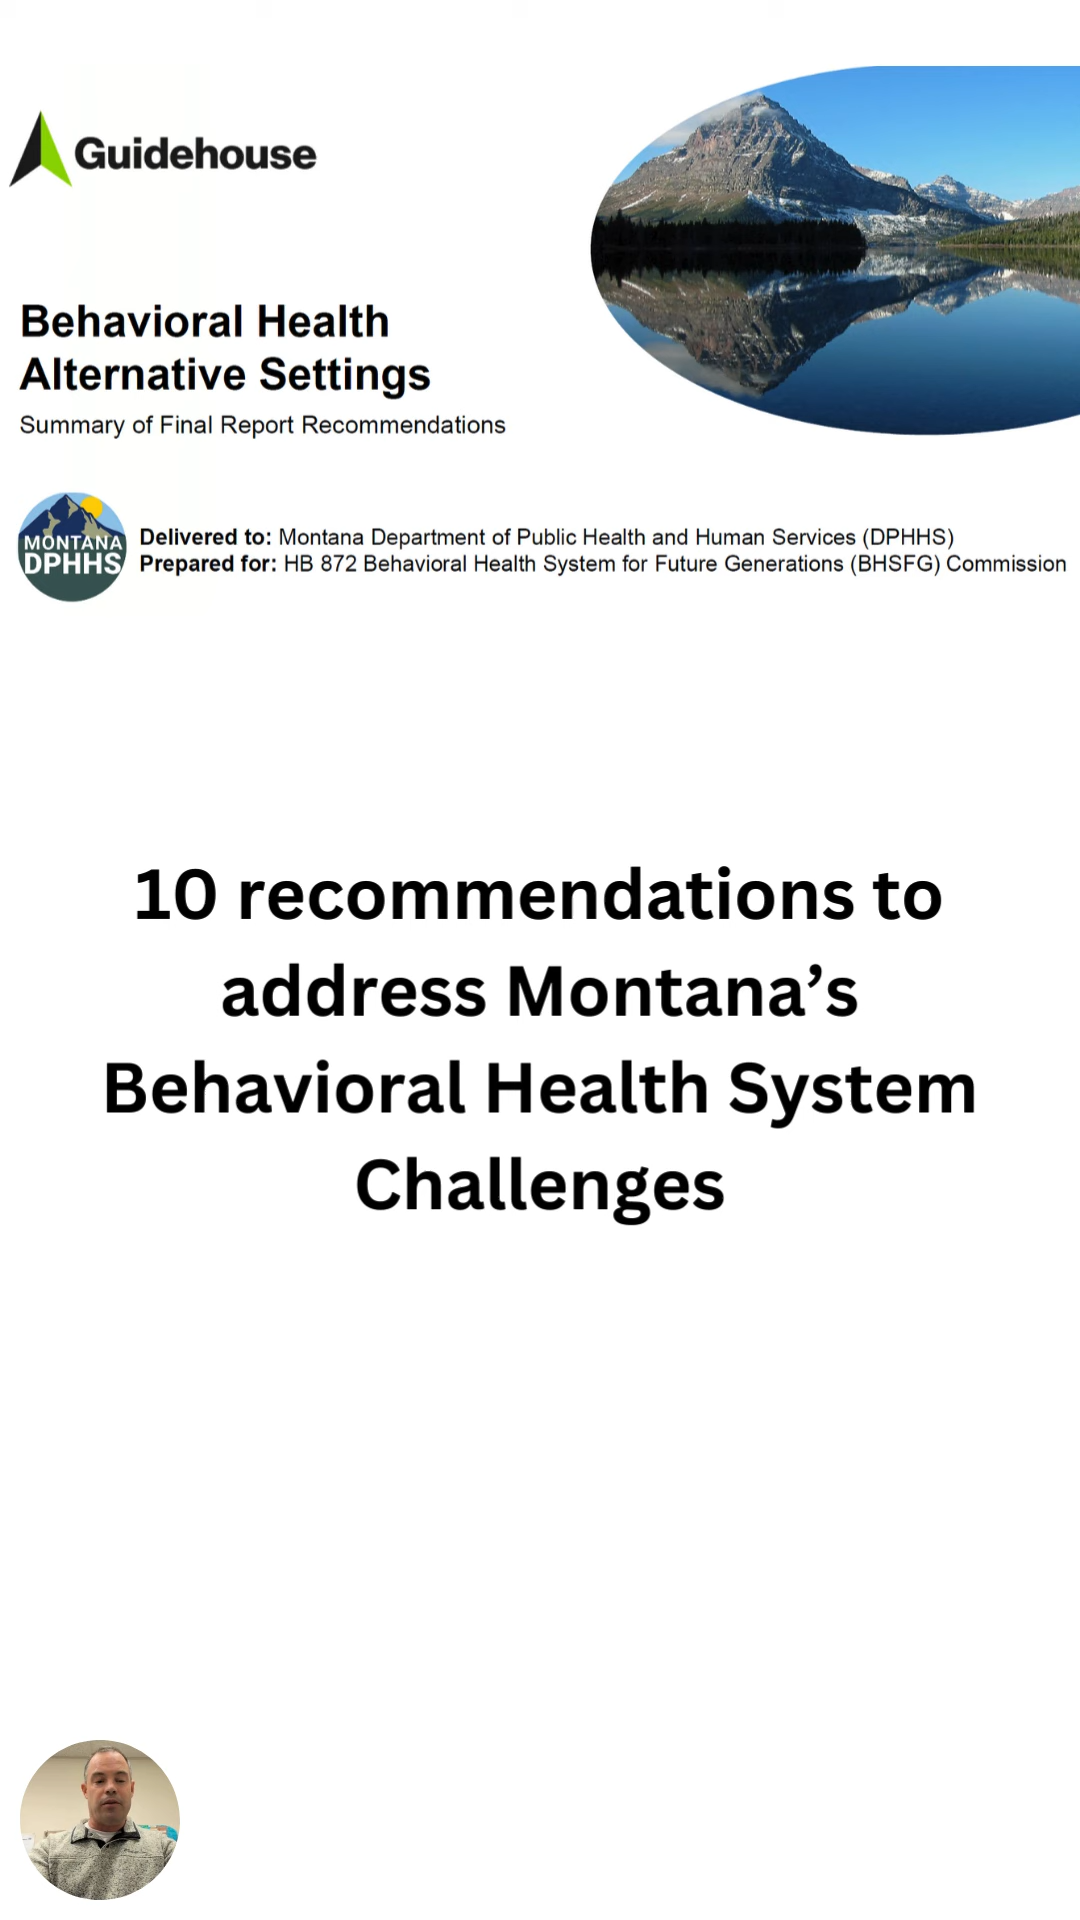 Guidehouse
Behavioral Health
Alternative Settings
Summary of Final Report Recommendations
MONTANA
DPHHS
Delivered to: Montana Department of Public Health and Human Services (DPHHS)
Prepared for: HB 872 Behavioral Health System for Future Generations (BHSFG) Commission
10 recommendations to
address Montana’s
Behavioral Health System
Challenges